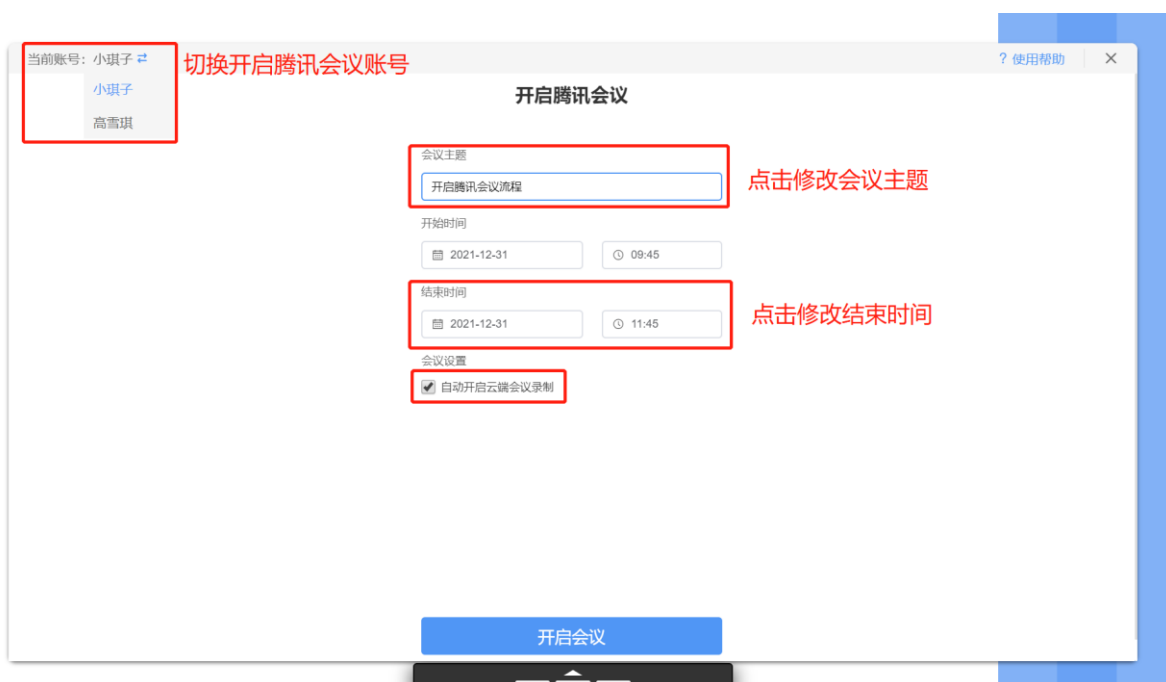 当前账号：小琪子
切换开启腾讯会议账号
? 使用帮助
小琪子
高雪琪
开启腾讯会议
会议主题
开启腾讯会议流程
点击修改会议主题
开始时间
2021-12-31
09:45
结束时间
2021-12-31
11:45
点击修改结束时间
会议设置
自动开启云端会议录制
开启会议